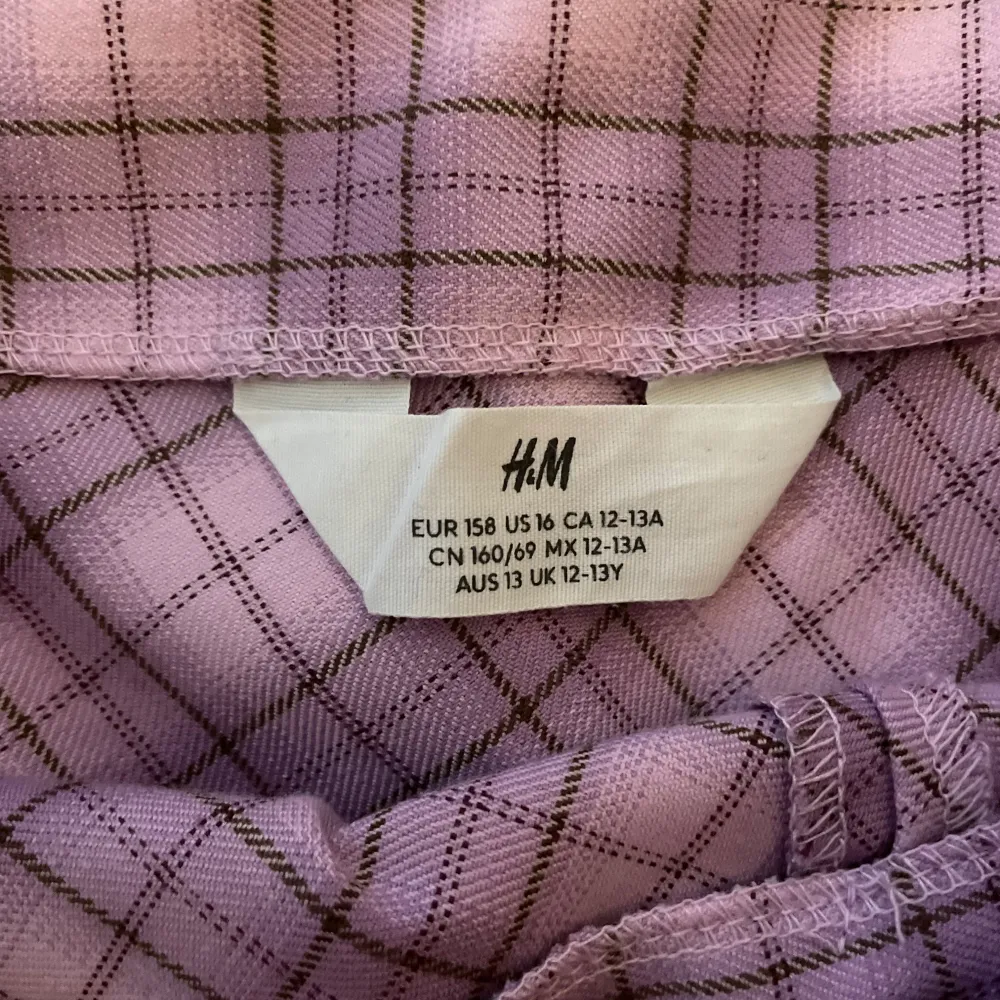 H&M
EUR 158 US 16 CA 12-13A
CN 160/69 MX 12-13A
AUS 13 UK 12-13Y